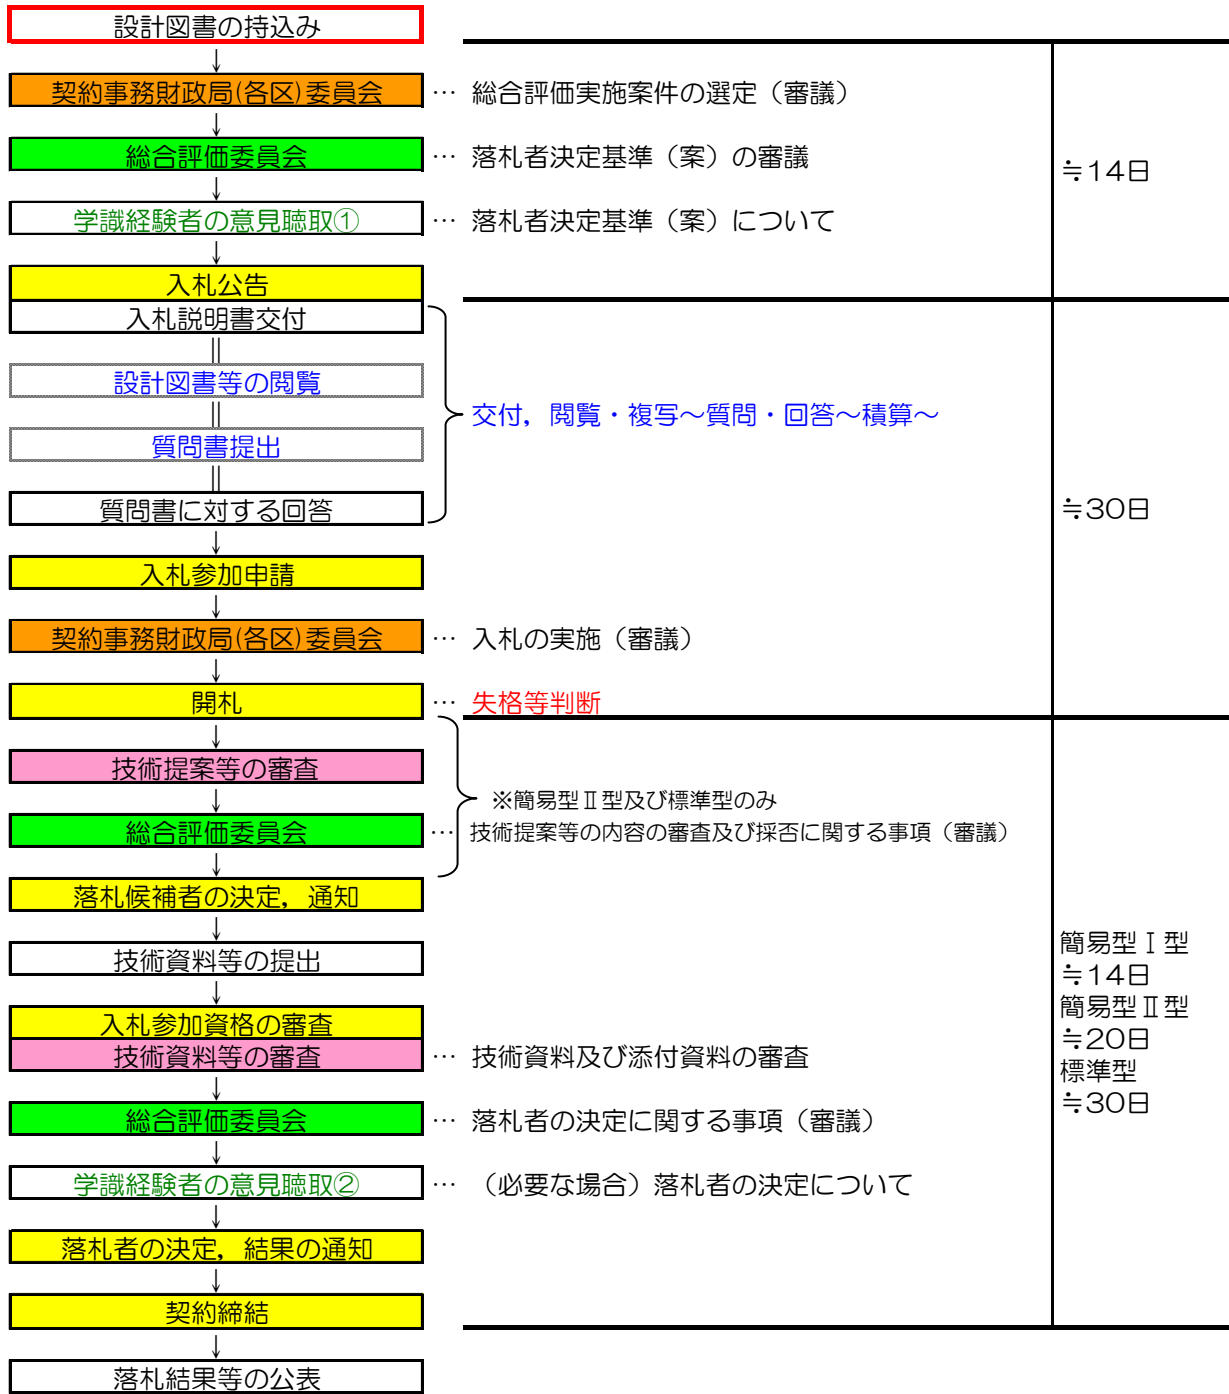 設計図書の持込み
契約事務財政局(各区)委員会 … 総合評価実施案件の選定（審議）
総合評価委員会 … 落札者決定基準（案）の審議
≒14日
学識経験者の意見聴取① … 落札者決定基準（案）について
入札公告
入札説明書交付
設計図書等の閲覧
交付，閲覧・複写～質問・回答～積算～
質問書提出
質問書に対する回答
≒30日
入札参加申請
契約事務財政局(各区)委員会 … 入札の実施（審議）
開札 … 失格等判断
技術提案等の審査
※簡易型Ⅱ型及び標準型のみ
総合評価委員会 … 技術提案等の内容の審査及び採否に関する事項（審議）
落札候補者の決定，通知
技術資料等の提出
簡易型Ⅰ型
≒14日
簡易型Ⅱ型
≒20日
標準型
≒30日
入札参加資格の審査
技術資料等の審査 … 技術資料及び添付資料の審査
総合評価委員会 … 落札者の決定に関する事項（審議）
学識経験者の意見聴取② … （必要な場合）落札者の決定について
落札者の決定，結果の通知
契約締結
落札結果等の公表